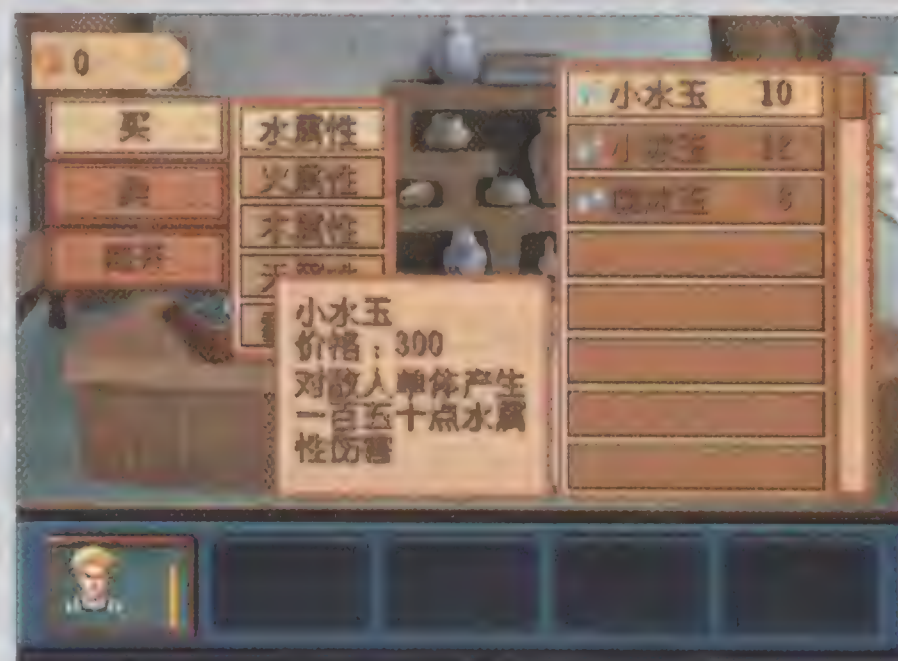 0
买
水属性
火属性
木属性
小水玉 10
12
小水玉
价格：300
对敌人单体产生
一百五十点水属
性伤害